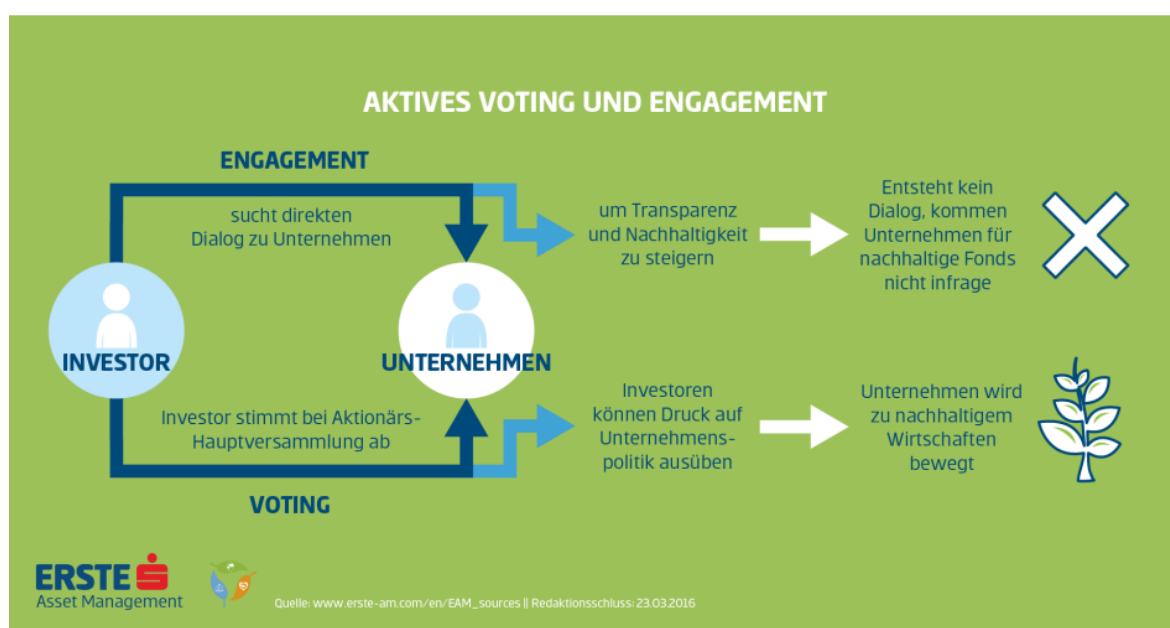 AKTIVES VOTING UND ENGAGEMENT
ENGAGEMENT
sucht direkten
Dialog zu Unternehmen
um Transparenz
und Nachhaltigkeit
zu steigern
Entsteht kein
Dialog, kommen
Unternehmen für
nachhaltige Fonds
nicht infrage
INVESTOR
UNTERNEHMEN
Investor stimmt bei Aktionärs-
Hauptversammlung ab
VOTING
Investoren
können Druck auf
Unternehmens-
politik ausüben
Unternehmen wird
zu nachhaltigem
Wirtschaften
bewegt
ERSTE
Asset Management
Quelle: www.erste-am.com/en/EAM_sources || Redaktionsschluss: 23.03.2016